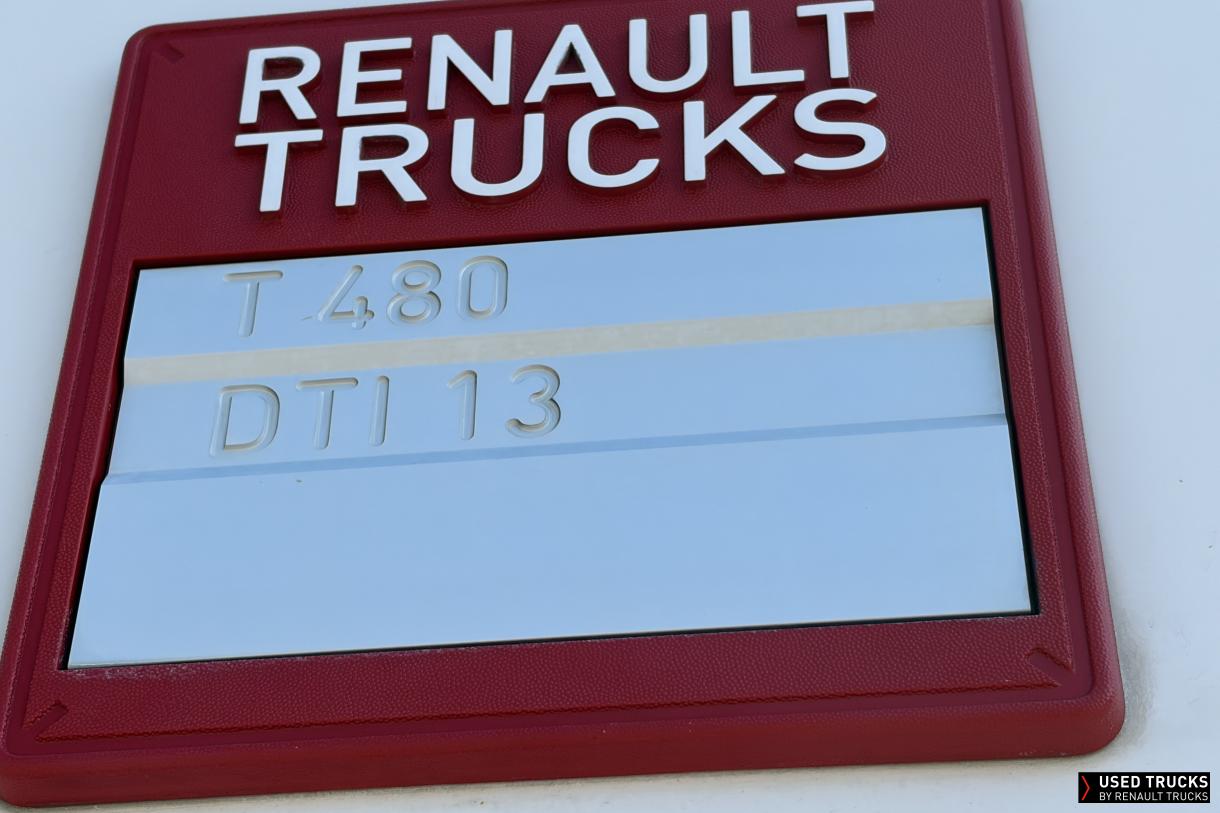 RENAULT
TRUCKS
T 480
DTI 13
USED TRUCKS
BY RENAULT TRUCKS